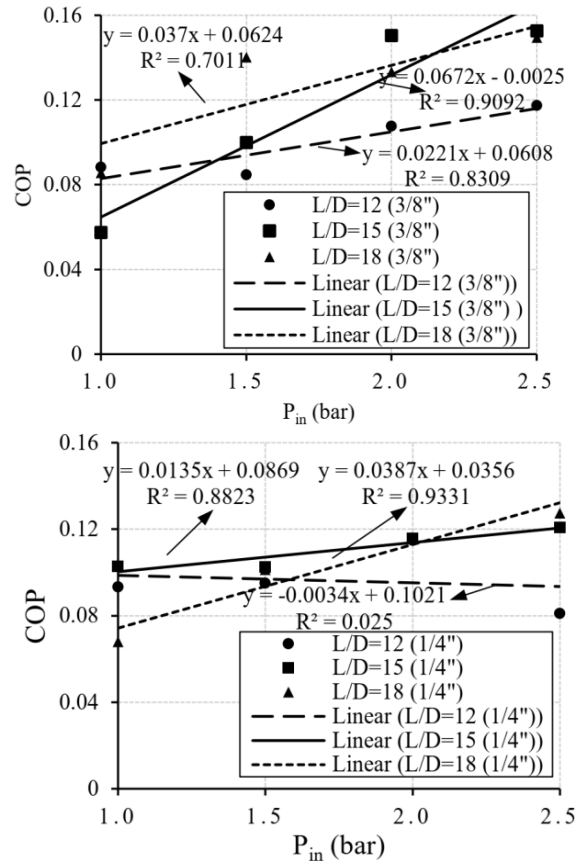 0.16
0.12
0.08
0.04
0
COP
y = 0.037x + 0.0624
R² = 0.7011
y = 0.0672x - 0.0025
R² = 0.9092
y = 0.0221x + 0.0608
R² = 0.8309
L/D=12 (3/8")
L/D=15 (3/8")
L/D=18 (3/8")
Linear (L/D=12 (3/8"))
Linear (L/D=15 (3/8") )
Linear (L/D=18 (3/8"))
1.0 1.5 2.0 2.5
P_in (bar)
0.16
0.12
0.08
0.04
0
COP
y = 0.0135x + 0.0869
R² = 0.8823
y = 0.0387x + 0.0356
R² = 0.9331
y = -0.0034x + 0.1021
R² = 0.025
L/D=12 (1/4")
L/D=15 (1/4")
L/D=18 (1/4")
Linear (L/D=12 (1/4"))
Linear (L/D=15 (1/4"))
Linear (L/D=18 (1/4"))
1.0 1.5 2.0 2.5
P_in (bar)